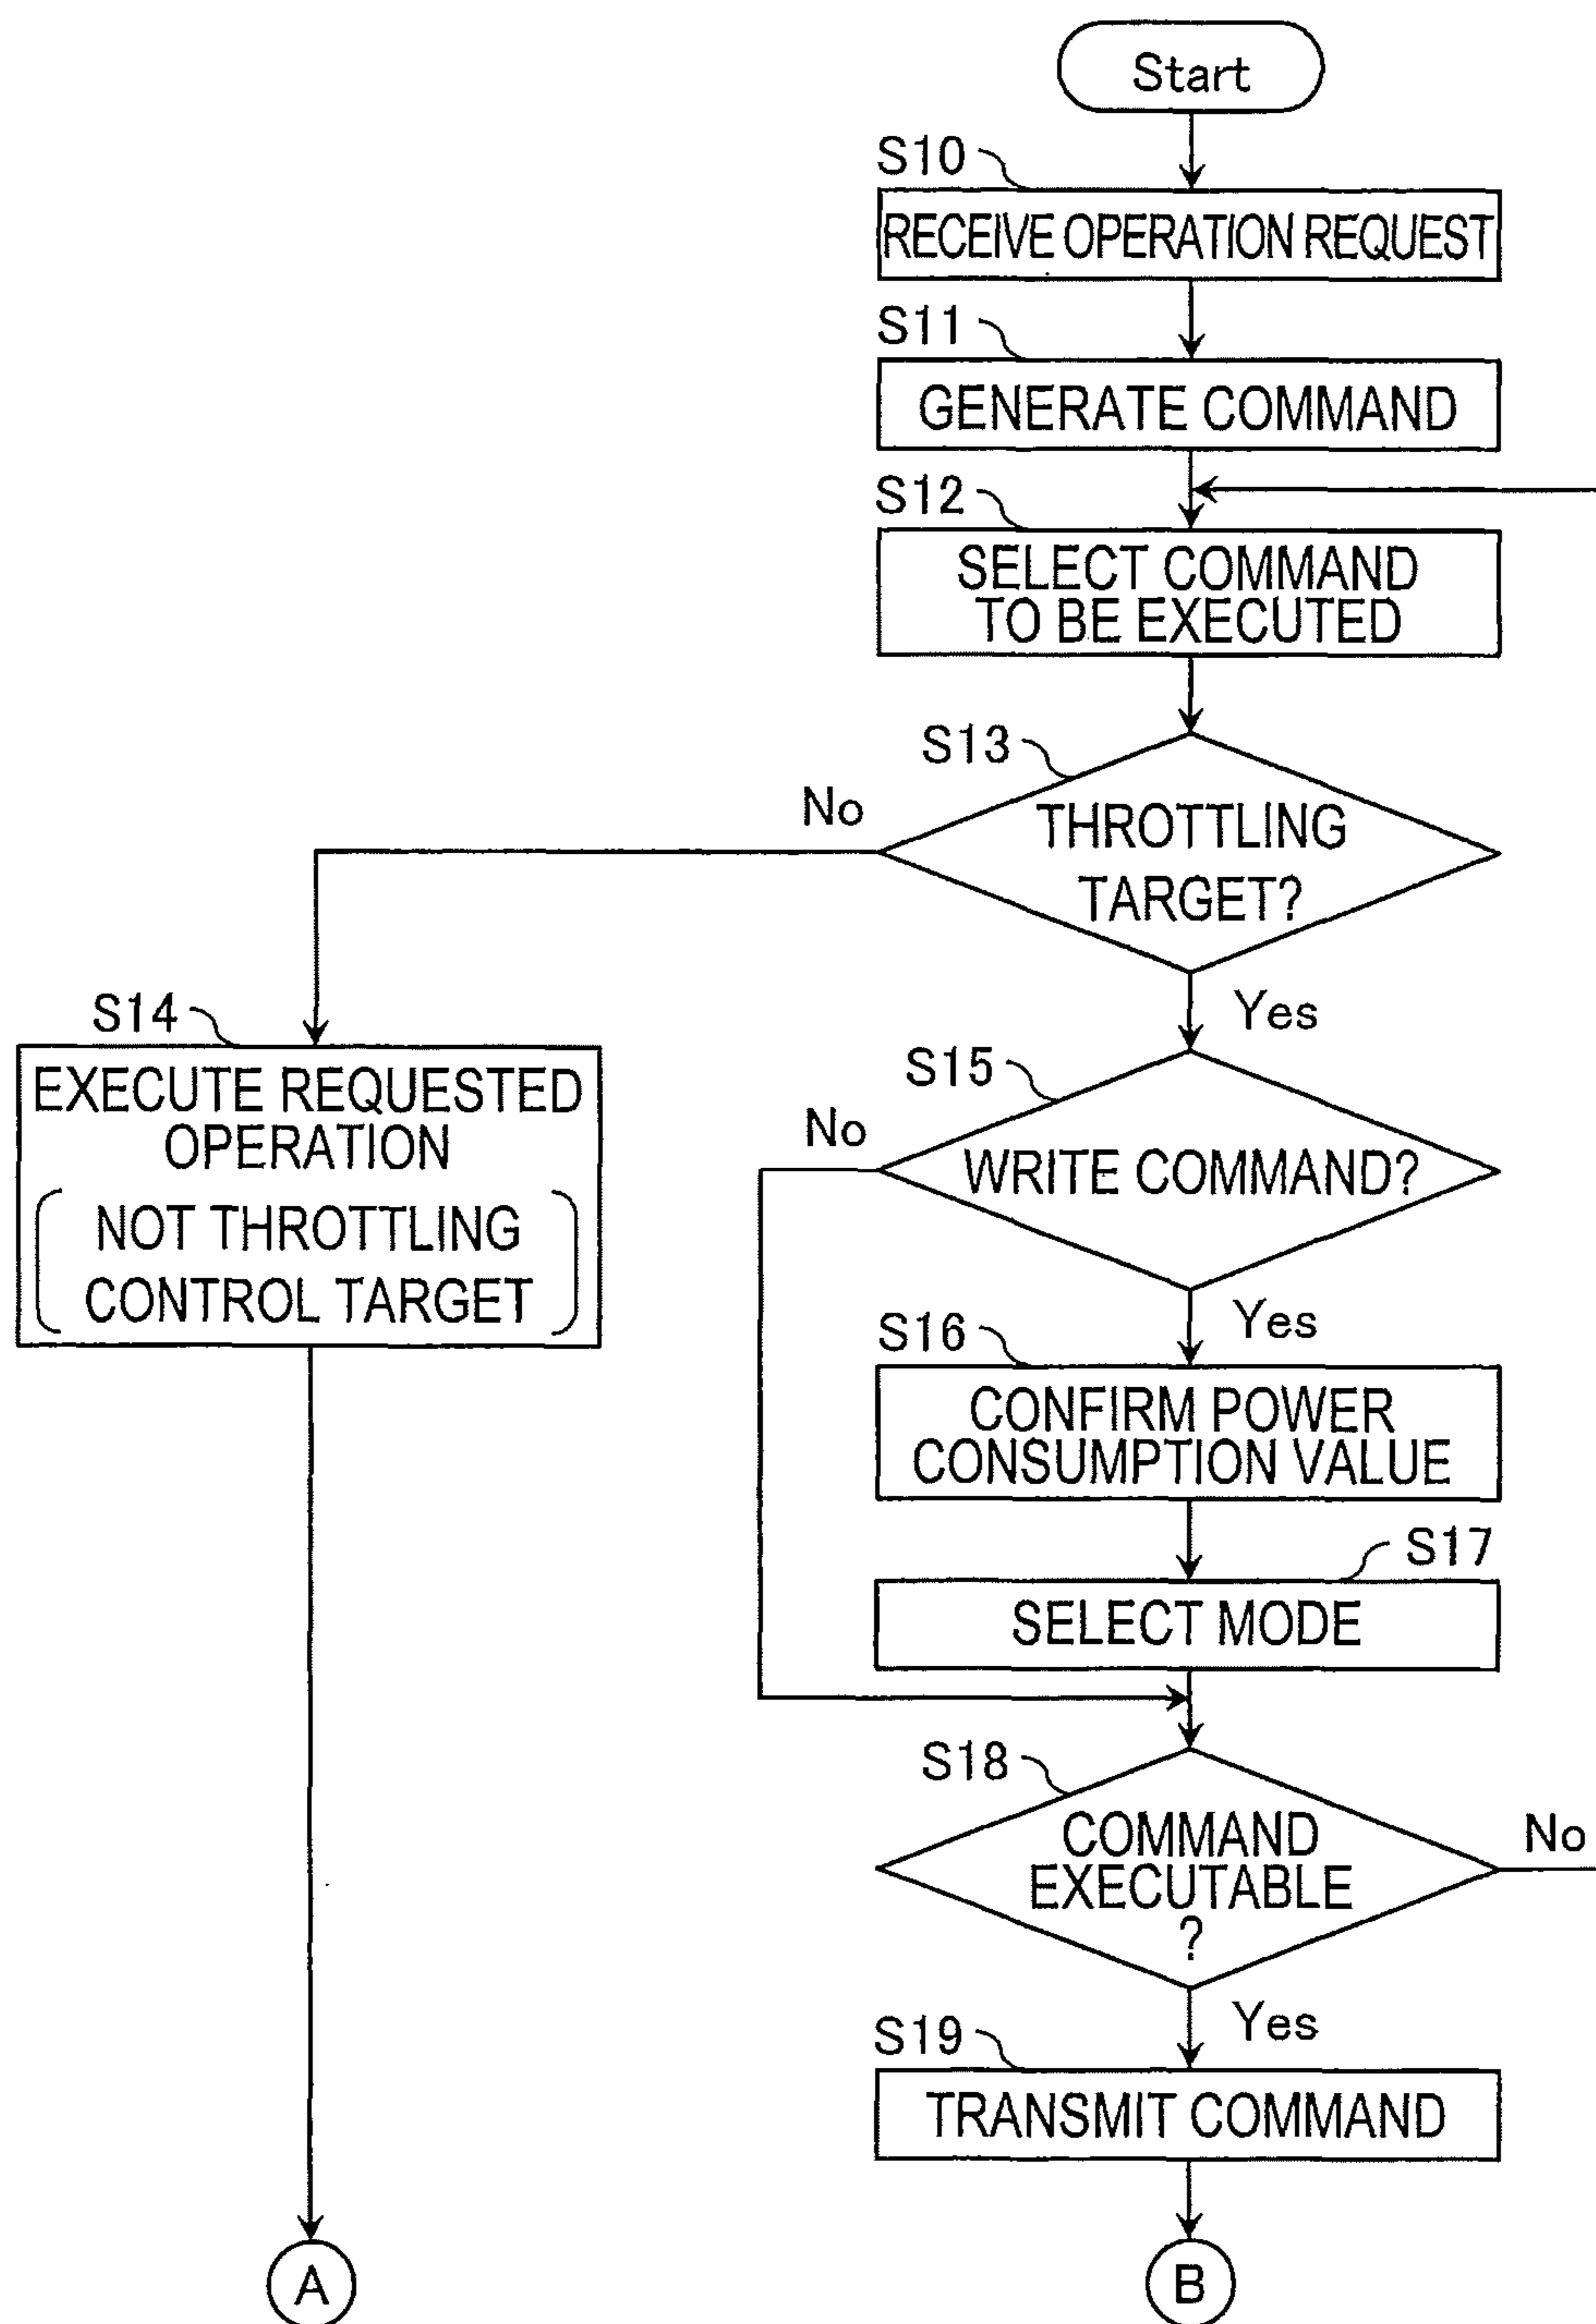 Start
S10
RECEIVE OPERATION REQUEST
S11
GENERATE COMMAND
S12
SELECT COMMAND
TO BE EXECUTED
S13
No
THROTTLING
TARGET?
Yes
S14
EXECUTE REQUESTED
OPERATION
NOT THROTTLING
CONTROL TARGET
S15
No
WRITE COMMAND?
Yes
S16
CONFIRM POWER
CONSUMPTION VALUE
S17
SELECT MODE
S18
COMMAND
EXECUTABLE
?
No
Yes
S19
TRANSMIT COMMAND
A
B